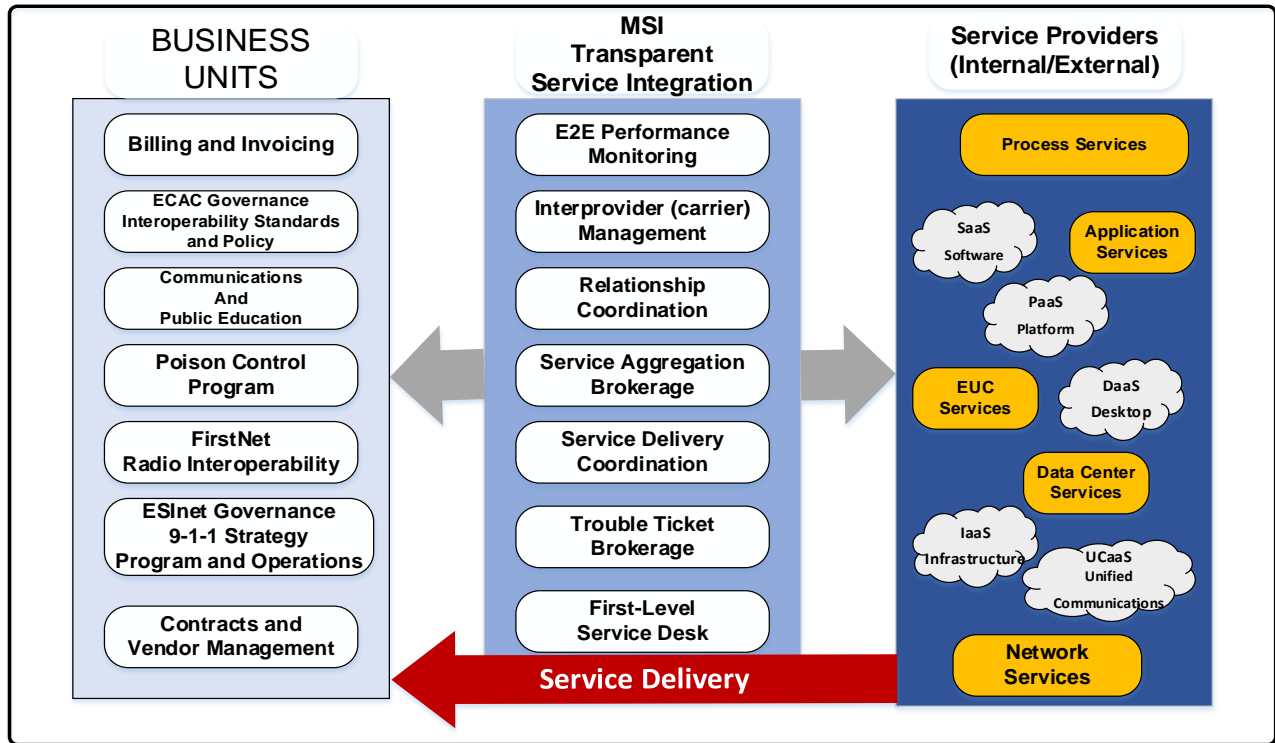 BUSINESS
UNITS
Billing and Invoicing
ECAC Governance
Interoperability Standards
and Policy
Communications
And
Public Education
Poison Control
Program
FirstNet
Radio Interoperability
ESInet Governance
9-1-1 Strategy
Program and Operations
Contracts and
Vendor Management
MSI
Transparent
Service Integration
E2E Performance
Monitoring
Interprovider (carrier)
Management
Relationship
Coordination
Service Aggregation
Brokerage
Service Delivery
Coordination
Trouble Ticket
Brokerage
First-Level
Service Desk
Service Delivery
Service Providers
(Internal/External)
Process Services
SaaS
Software
Application
Services
PaaS
Platform
EUC
Services
DaaS
Desktop
Data Center
Services
IaaS
Infrastructure
UCaaS
Unified
Communications
Network
Services